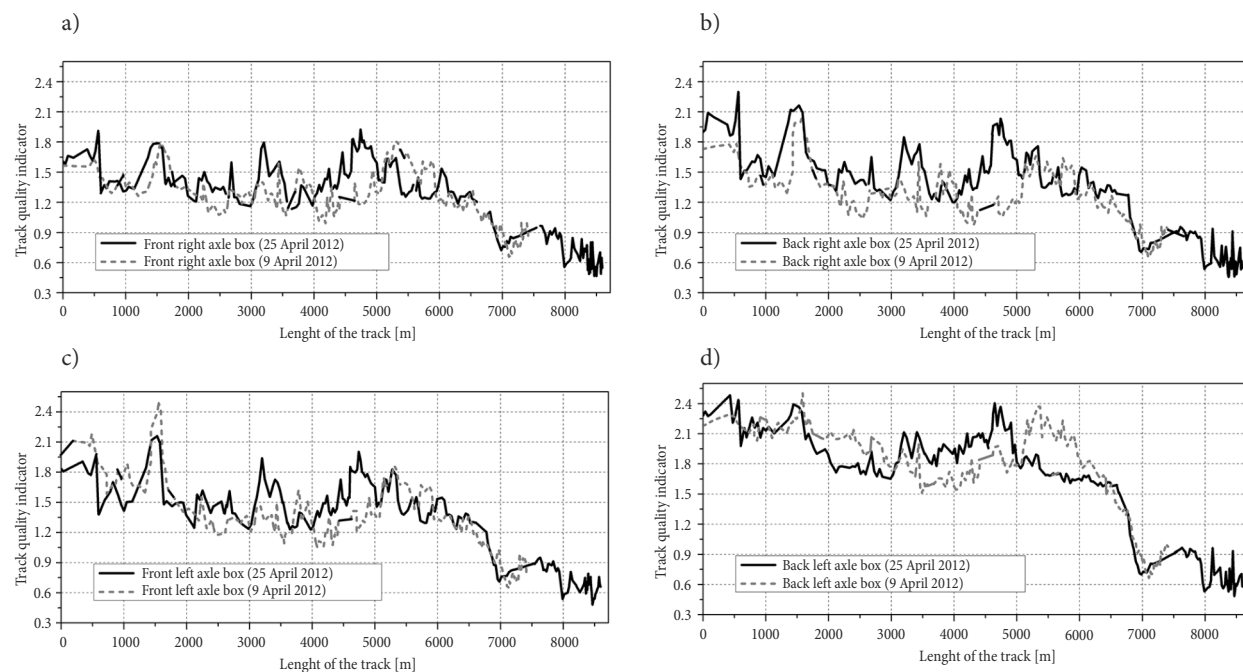 a)
Track quality indicator
2.4
2.1
1.8
1.5
1.2
0.9
0.6
0.3
Front right axle box (25 April 2012)
Front right axle box (9 April 2012)
0 1000 2000 3000 4000 5000 6000 7000 8000
Lenght of the track [m]
b)
Track quality indicator
2.4
2.1
1.8
1.5
1.2
0.9
0.6
0.3
Back right axle box (25 April 2012)
Back right axle box (9 April 2012)
0 1000 2000 3000 4000 5000 6000 7000 8000
Lenght of the track [m]
c)
Track quality indicator
2.4
2.1
1.8
1.5
1.2
0.9
0.6
0.3
Front left axle box (25 April 2012)
Front left axle box (9 April 2012)
0 1000 2000 3000 4000 5000 6000 7000 8000
Lenght of the track [m]
d)
Track quality indicator
2.4
2.1
1.8
1.5
1.2
0.9
0.6
0.3
Back left axle box (25 April 2012)
Back left axle box (9 April 2012)
0 1000 2000 3000 4000 5000 6000 7000 8000
Lenght of the track [m]